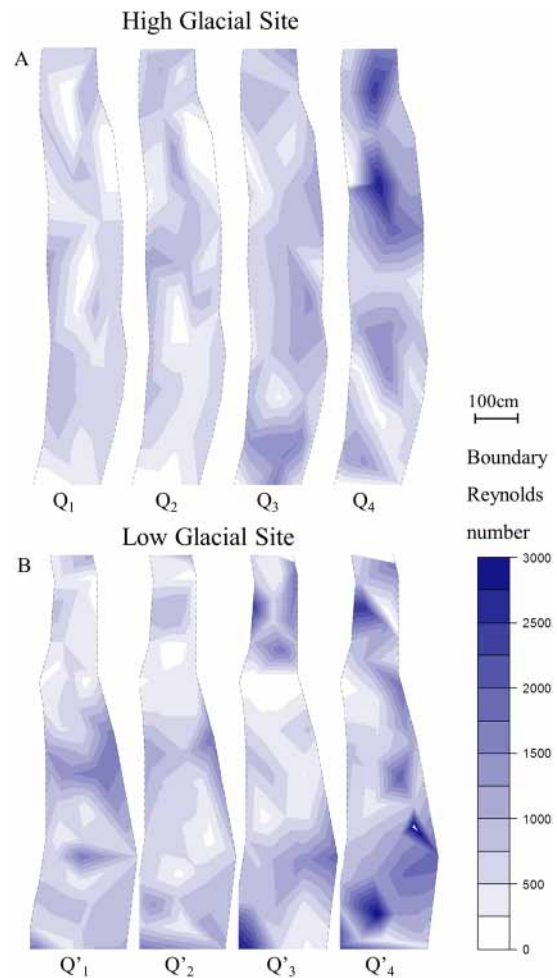 High Glacial Site
A
Q₁ Q₂ Q₃ Q₄
100cm
Boundary
Reynolds
number
Low Glacial Site
B
3000
2500
2000
1500
1000
500
0
Q'₁ Q'₂ Q'₃ Q'₄